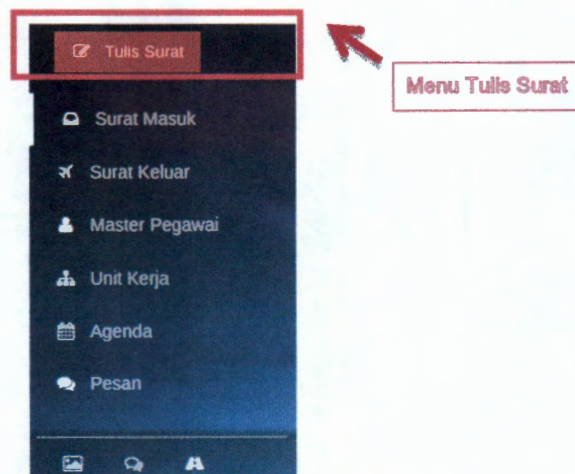 Tulis Surat
Menu Tulis Surat
Surat Masuk
Surat Keluar
Master Pegawai
Unit Kerja
Agenda
Pesan